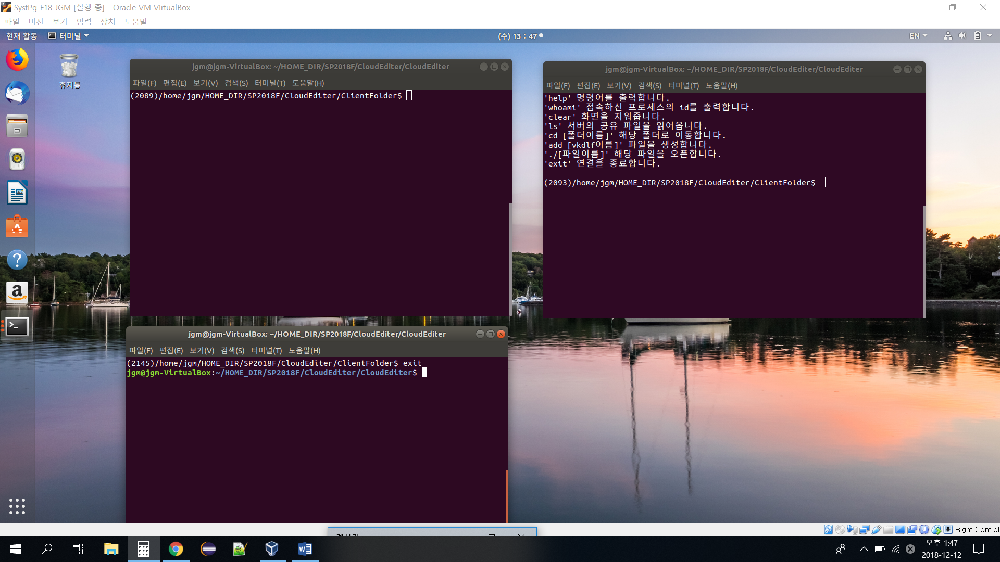 SystPg_F18_JGM [실행 중] - Oracle VM VirtualBox
파일 머신 보기 입력 장치 도움말
현재 활동 터미널 (수) 13 : 47 EN
휴지통
jgm@jgm-VirtualBox: ~/HOME_DIR/SP2018F/CloudEditer/CloudEditer
파일(F) 편집(E) 보기(V) 검색(S) 터미널(T) 도움말(H)
(2089)/home/jgm/HOME_DIR/SP2018F/CloudEditer/ClientFolder$
jgm@jgm-VirtualBox: ~/HOME_DIR/SP2018F/CloudEditer/CloudEditer
파일(F) 편집(E) 보기(V) 검색(S) 터미널(T) 도움말(H)
'help' 명령어를 출력합니다.
'whoami' 접속하신 프로세스의 id를 출력합니다.
'clear' 화면을 지워줍니다.
'ls' 서버의 공유 파일을 읽어옵니다.
'cd [폴더이름]' 해당 폴더로 이동합니다.
'add [vkdlf이름]' 파일을 생성합니다.
'./[파일이름]' 해당 파일을 오픈합니다.
'exit' 연결을 종료합니다.
(2093)/home/jgm/HOME_DIR/SP2018F/CloudEditer/ClientFolder$
jgm@jgm-VirtualBox: ~/HOME_DIR/SP2018F/CloudEditer/CloudEditer
파일(F) 편집(E) 보기(V) 검색(S) 터미널(T) 도움말(H)
(2145)/home/jgm/HOME_DIR/SP2018F/CloudEditer/ClientFolder$ exit
jgm@jgm-VirtualBox:~/HOME_DIR/SP2018F/CloudEditer/CloudEditer$
Right Control
오후 1:47
2018-12-12